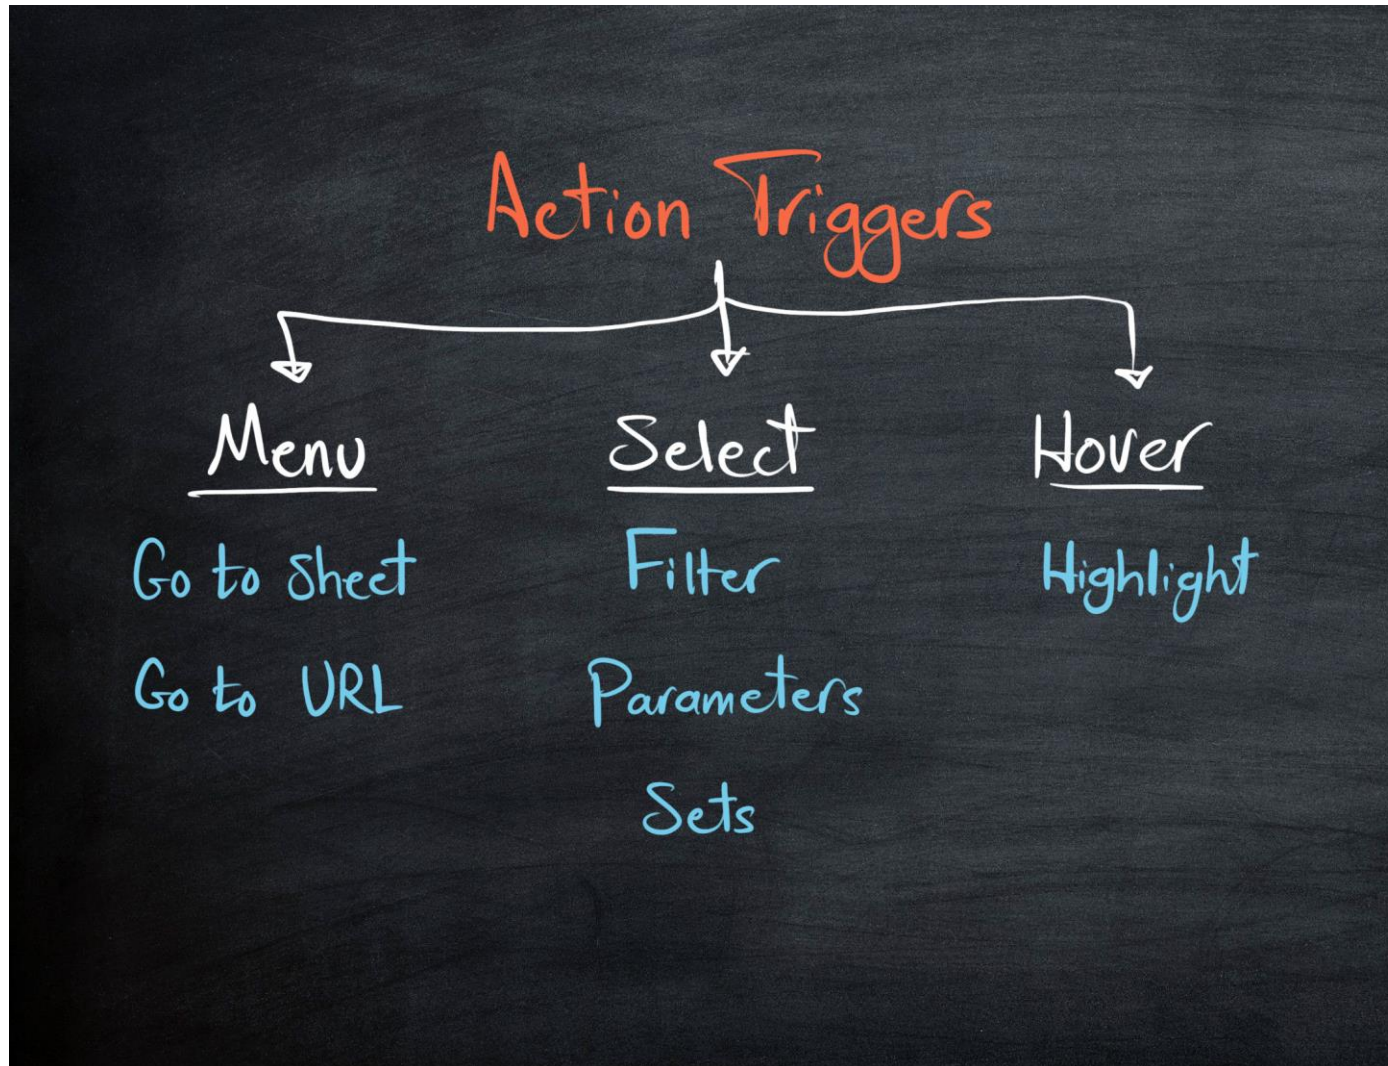 Action Triggers
Menu
Select
Hover
Go to sheet
Filter
Highlight
Go to URL
Parameters
Sets